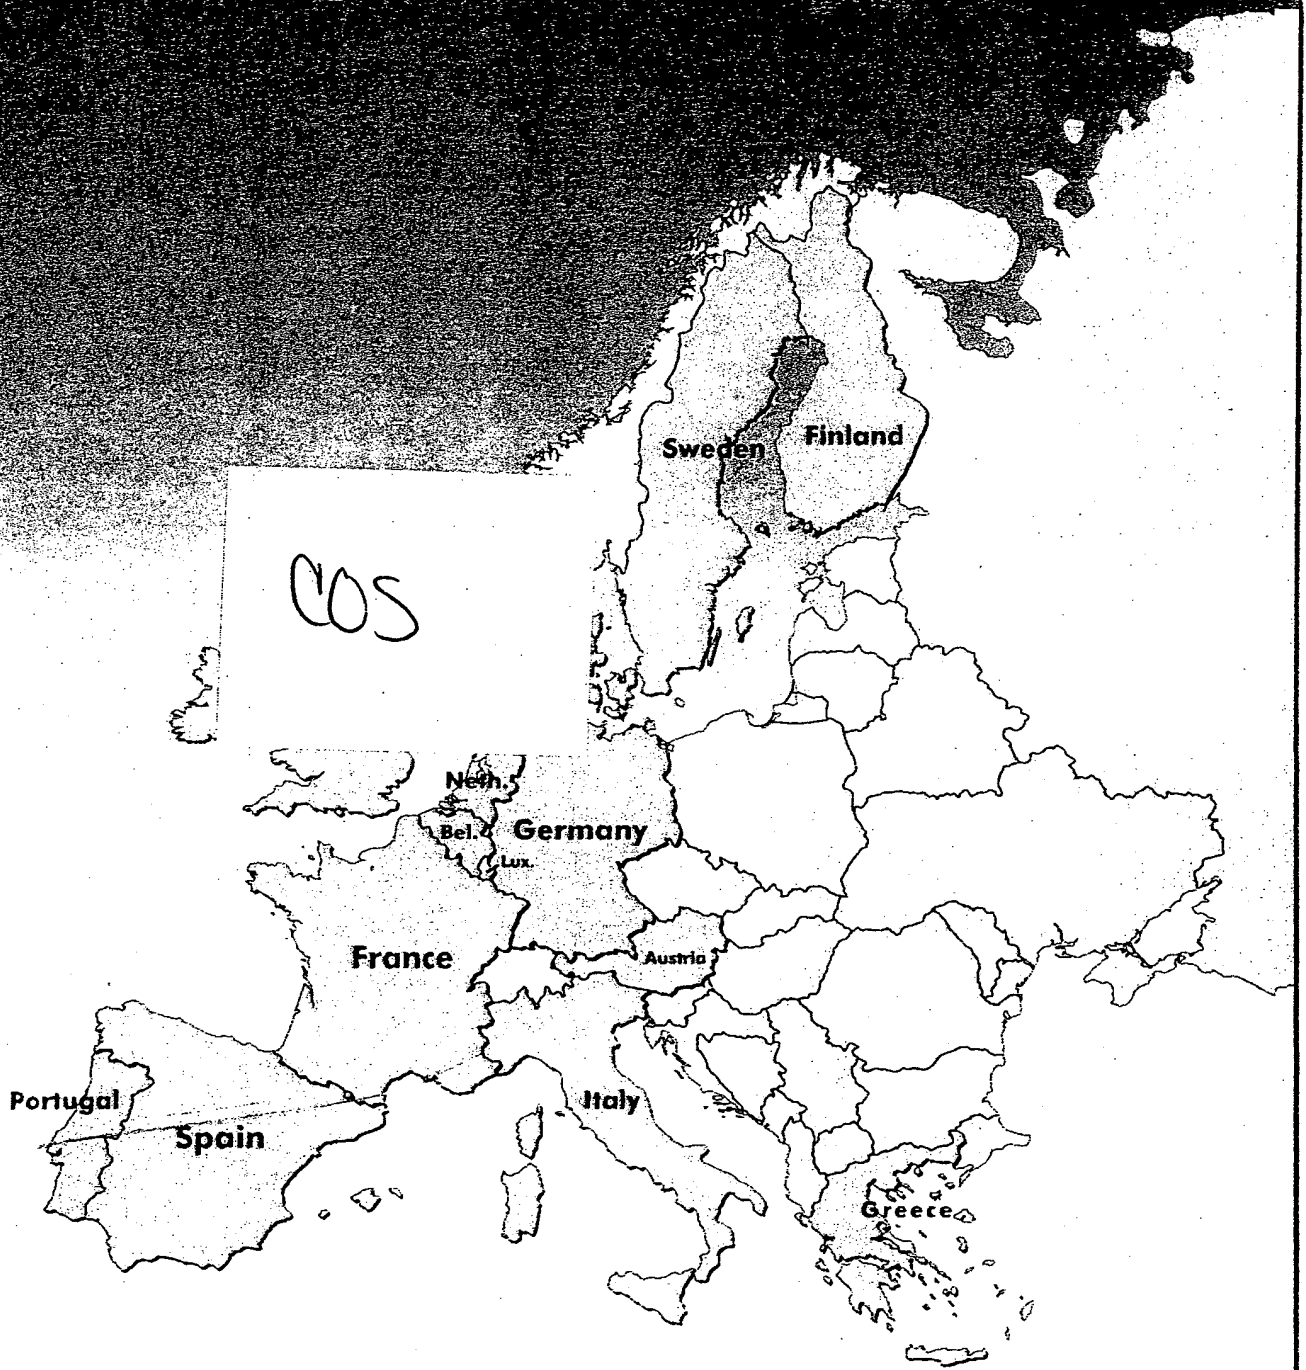 Sweden
Finland
COS
Neth.
Bel.
Germany
Lux.
France
Austria
Portugal
Italy
Spain
Greece